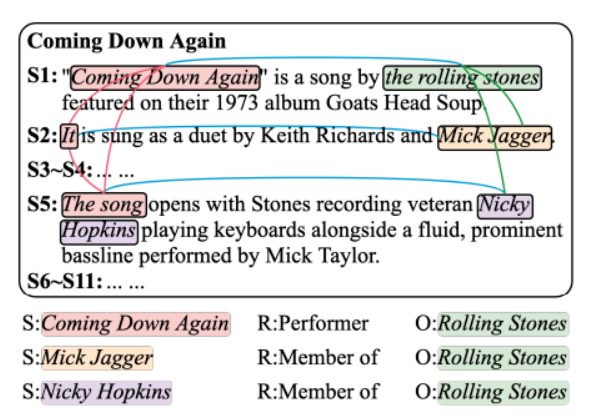 Coming Down Again
S1: "Coming Down Again" is a song by the rolling stones
featured on their 1973 album Goats Head Soup
S2: It is sung as a duet by Keith Richards and Mick Jagger.
S3~S4: ... ...
S5: The song opens with Stones recording veteran Nicky
Hopkins playing keyboards alongside a fluid, prominent
bassline performed by Mick Taylor.
S6~S11: ... ...
S:Coming Down Again R:Performer O:Rolling Stones
S:Mick Jagger R:Member of O:Rolling Stones
S:Nicky Hopkins R:Member of O:Rolling Stones